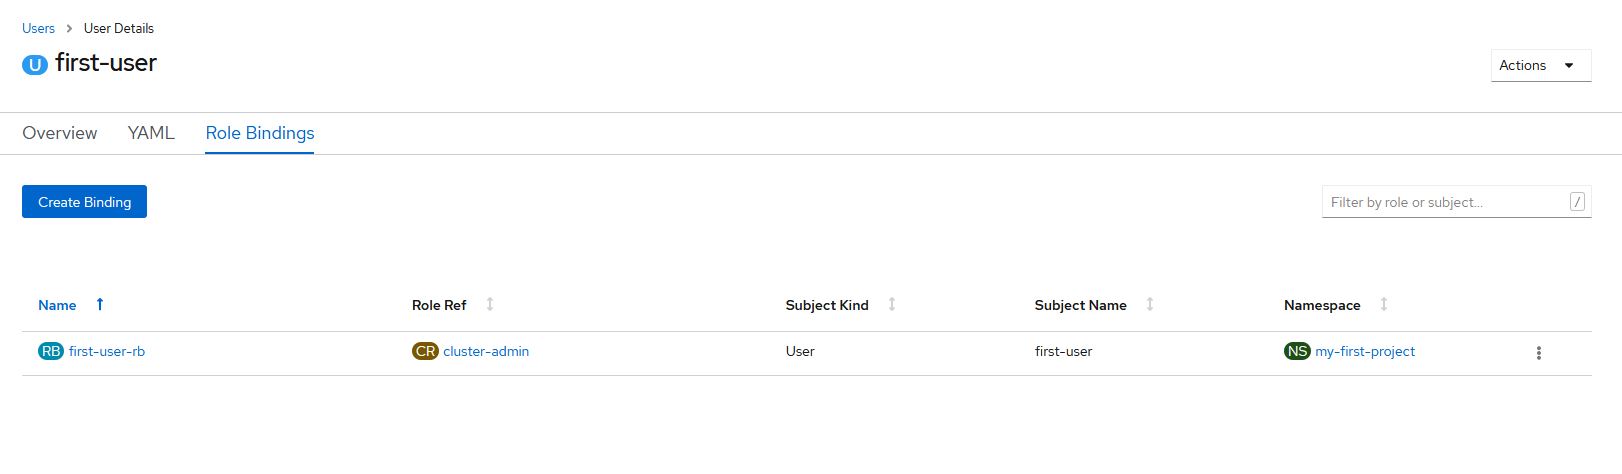 Users > User Details
U first-user
Actions
Overview YAML Role Bindings
Create Binding Filter by role or subject... /
Name Role Ref Subject Kind Subject Name Namespace
RB first-user-rb CR cluster-admin User first-user NS my-first-project